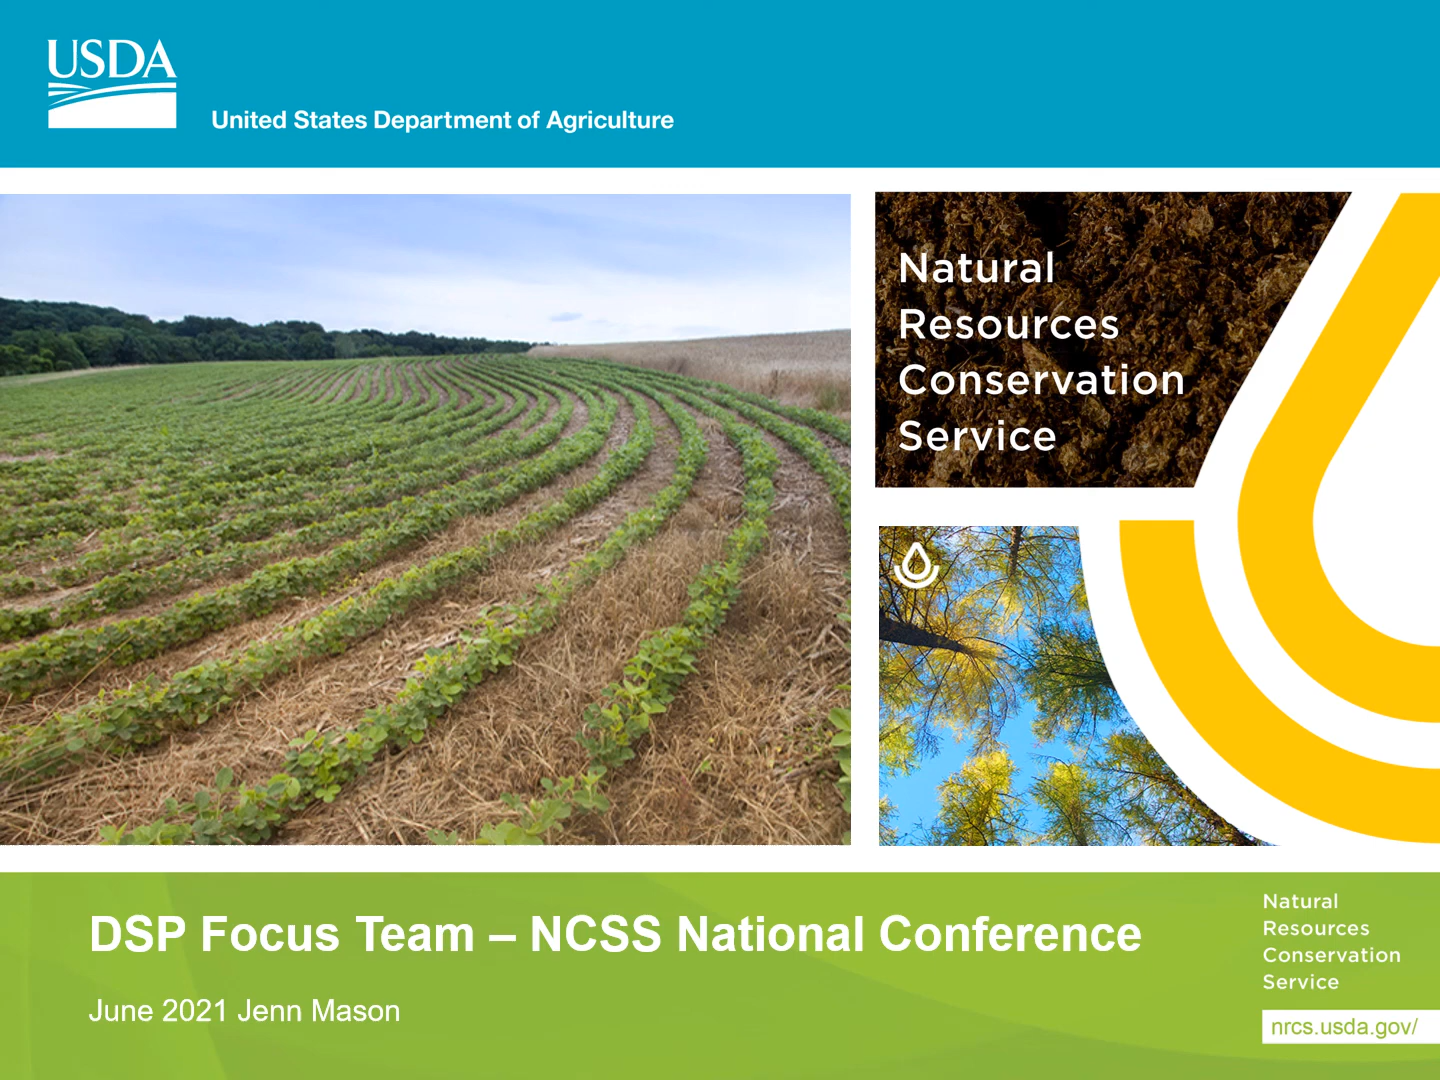 USDA
United States Department of Agriculture
Natural
Resources
Conservation
Service
DSP Focus Team – NCSS National Conference
June 2021 Jenn Mason
Natural
Resources
Conservation
Service
nrcs.usda.gov/